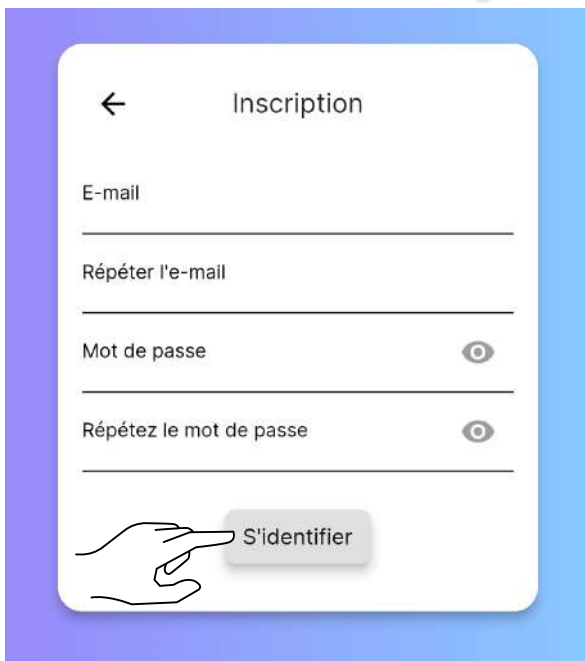 Inscription
E-mail
Répéter l'e-mail
Mot de passe
Répétez le mot de passe
S'identifier